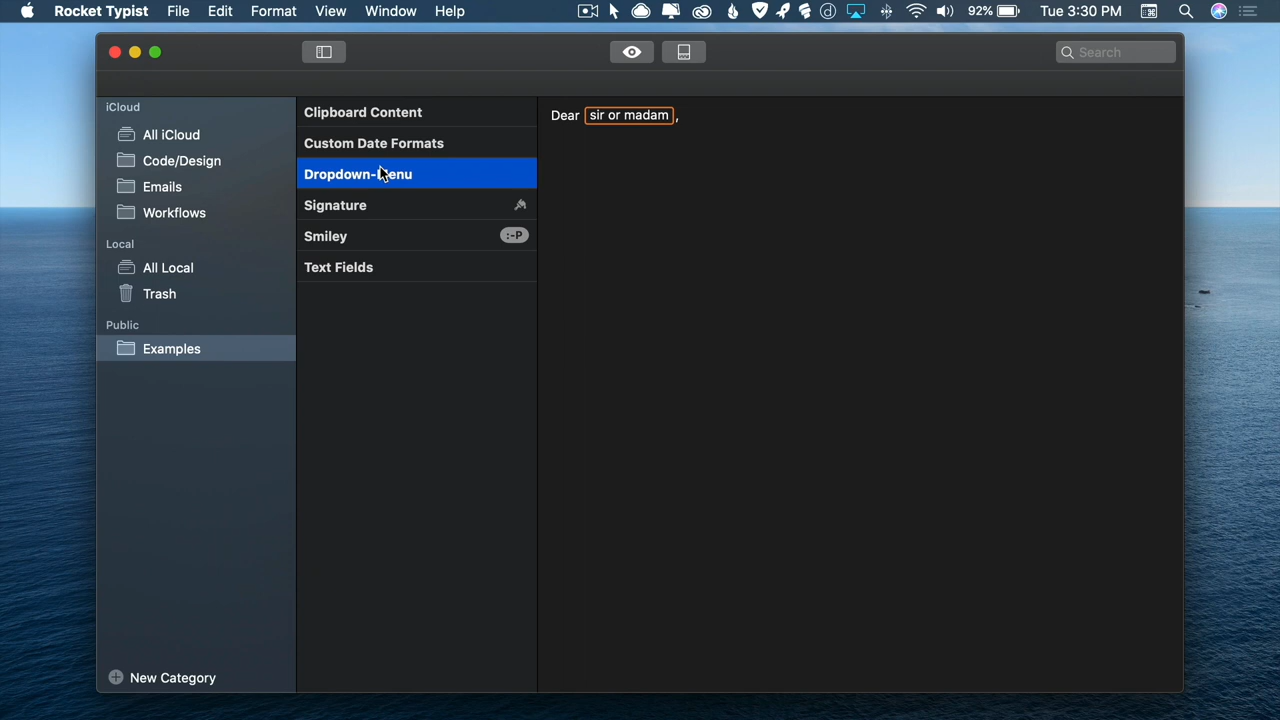 Rocket Typist File Edit Format View Window Help 92% Tue 3:30 PM
Search
iCloud
All iCloud
Code/Design
Emails
Workflows
Local
All Local
Trash
Public
Examples
New Category
Clipboard Content
Custom Date Formats
Dropdown-Menu
Signature
Smiley :-P
Text Fields
Dear sir or madam,